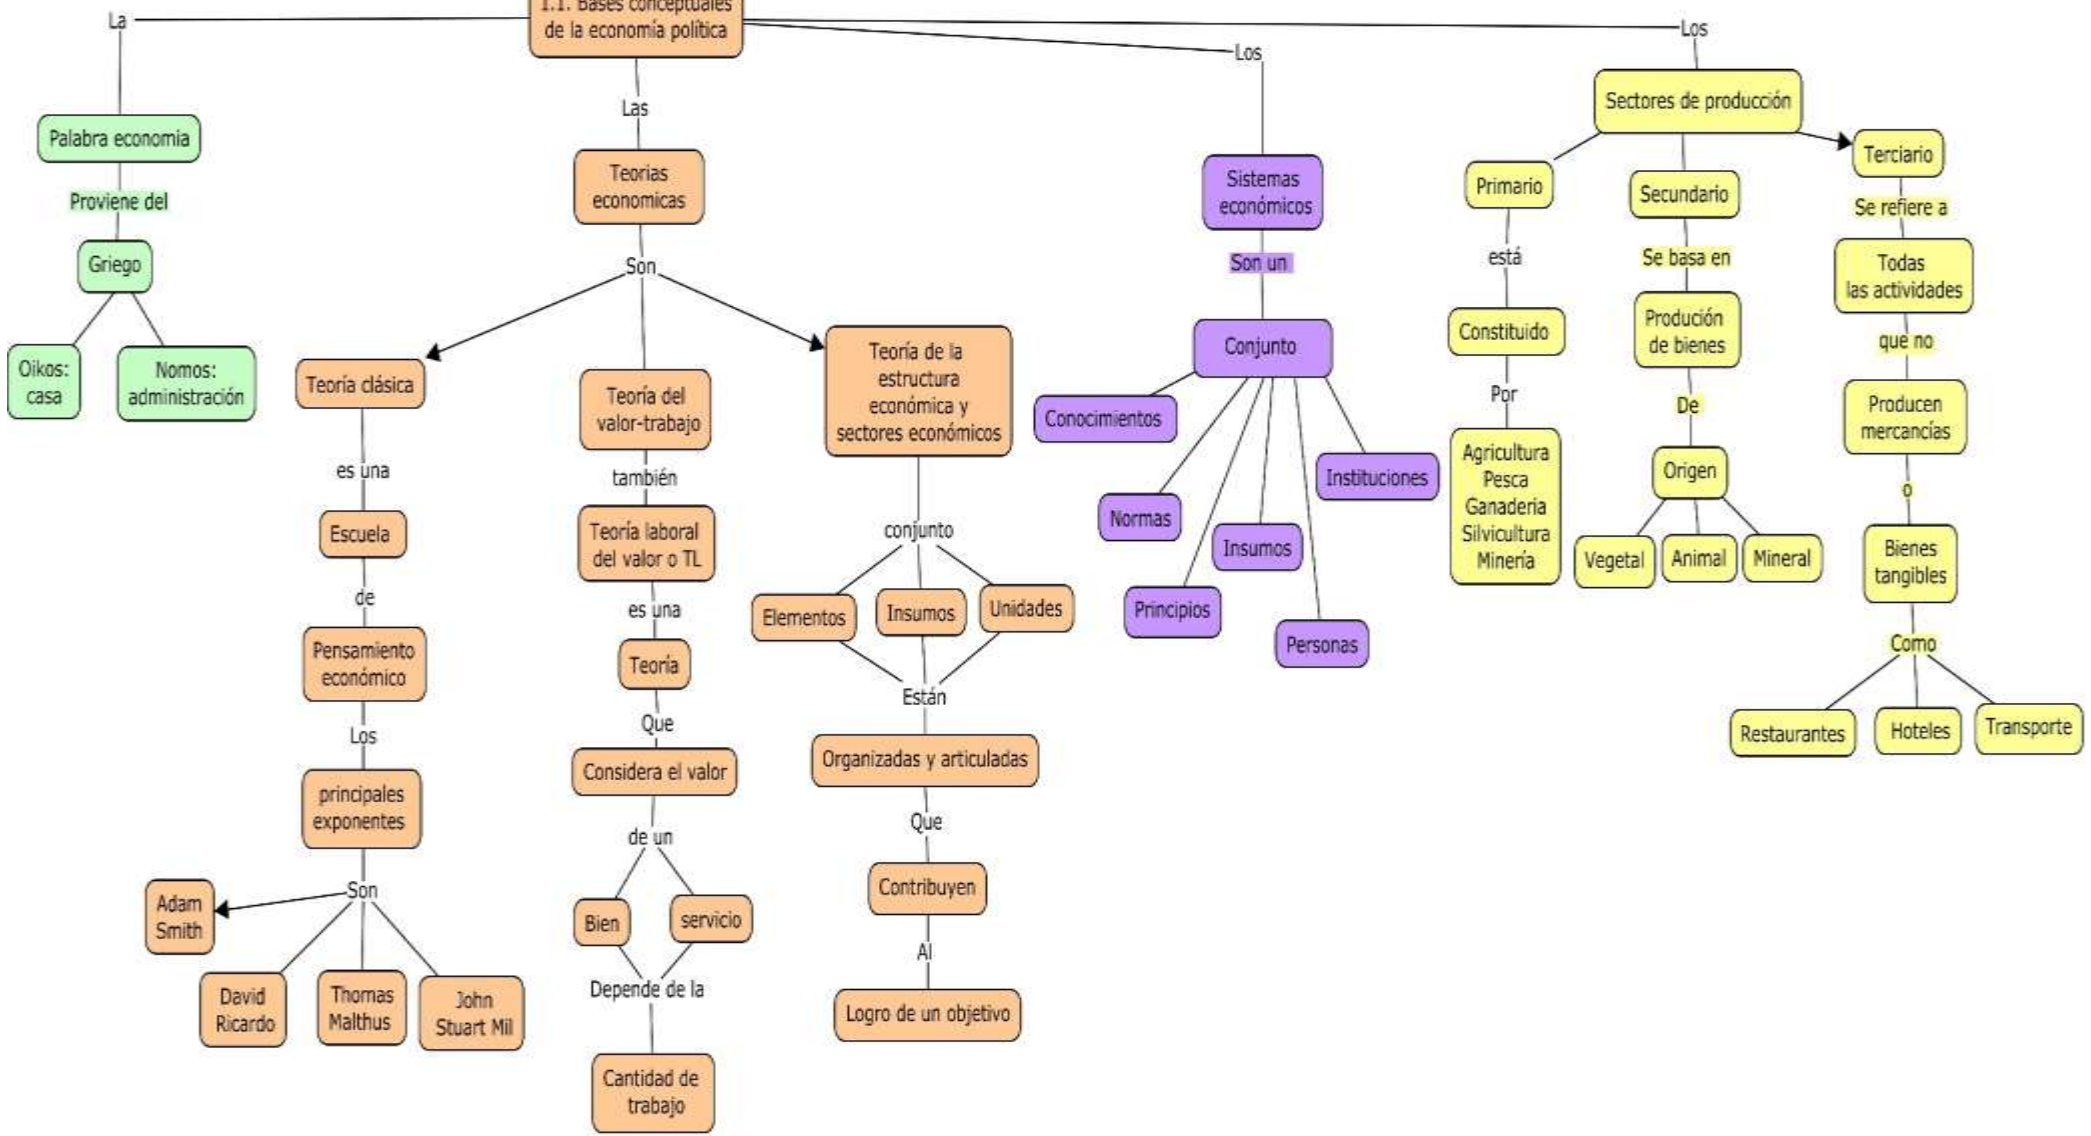 1.1. Bases conceptuales
de la economía política
La
Palabra economia
Proviene del
Griego
Oikos:
casa
Nomos:
administración
Las
Teorias
economicas
Son
Teoría clásica
es una
Escuela
de
Pensamiento
económico
Los
principales
exponentes
Son
Adam
Smith
David
Ricardo
Thomas
Malthus
John
Stuart Mil
Teoría del
valor-trabajo
también
Teoría laboral
del valor o TL
es una
Teoría
Que
Considera el valor
de un
Bien
servicio
Depende de la
Cantidad de
trabajo
Teoría de la
estructura
económica y
sectores económicos
conjunto
Elementos
Insumos
Unidades
Están
Organizadas y articuladas
Que
Contribuyen
Al
Logro de un objetivo
Los
Sistemas
económicos
Son un
Conjunto
Conocimientos
Normas
Principios
Insumos
Personas
Instituciones
Los
Sectores de producción
Primario
está
Constituido
Por
Agricultura
Pesca
Ganaderia
Silvicultura
Minería
Secundario
Se basa en
Produción
de bienes
De
Origen
Vegetal
Animal
Mineral
Terciario
Se refiere a
Todas
las actividades
que no
Producen
mercancías
o
Bienes
tangibles
Como
Restaurantes
Hoteles
Transporte